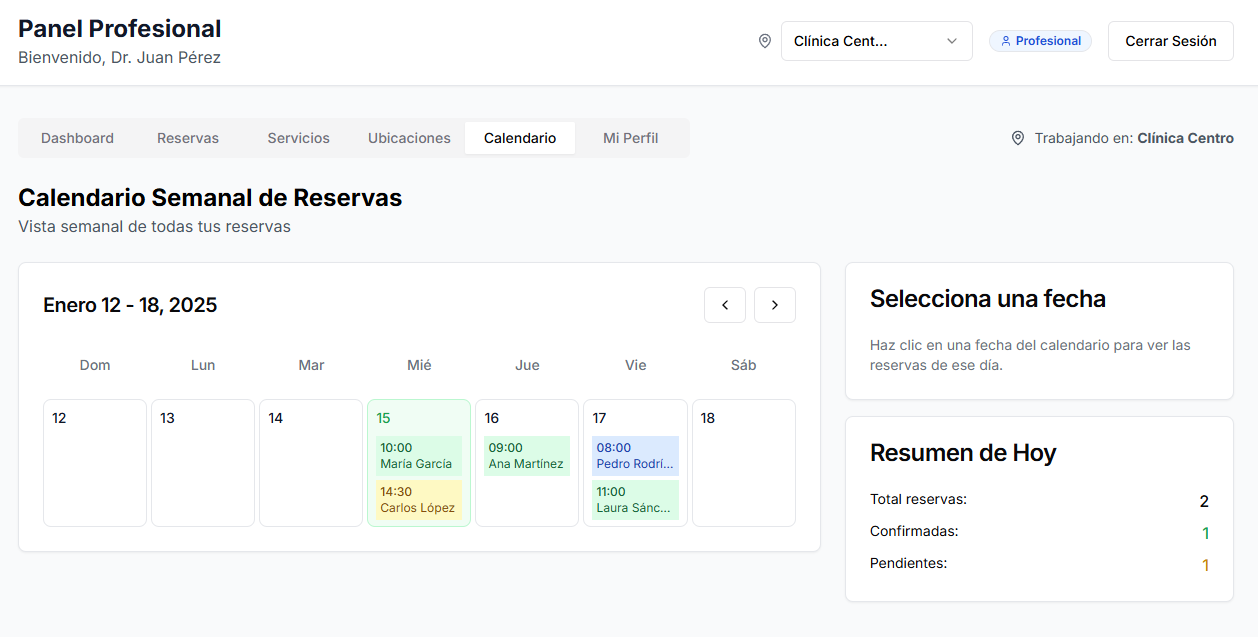 Panel Profesional
Bienvenido, Dr. Juan Pérez
Clínica Cent...
Profesional
Cerrar Sesión
Dashboard
Reservas
Servicios
Ubicaciones
Calendario
Mi Perfil
Trabajando en: Clínica Centro
Calendario Semanal de Reservas
Vista semanal de todas tus reservas
Enero 12 - 18, 2025
Dom
Lun
Mar
Mié
Jue
Vie
Sáb
12
13
14
15
10:00
María García
14:30
Carlos López
16
09:00
Ana Martínez
17
08:00
Pedro Rodrí...
11:00
Laura Sánc...
18
Selecciona una fecha
Haz clic en una fecha del calendario para ver las
reservas de ese día.
Resumen de Hoy
Total reservas: 2
Confirmadas: 1
Pendientes: 1